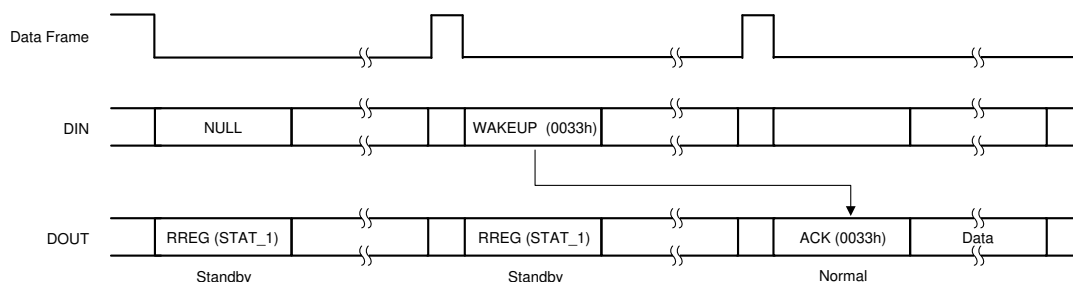 Data Frame
DIN NULL WAKEUP (0033h)
DOUT RREG (STAT_1) RREG (STAT_1) ACK (0033h) Data
Standby Standby Normal